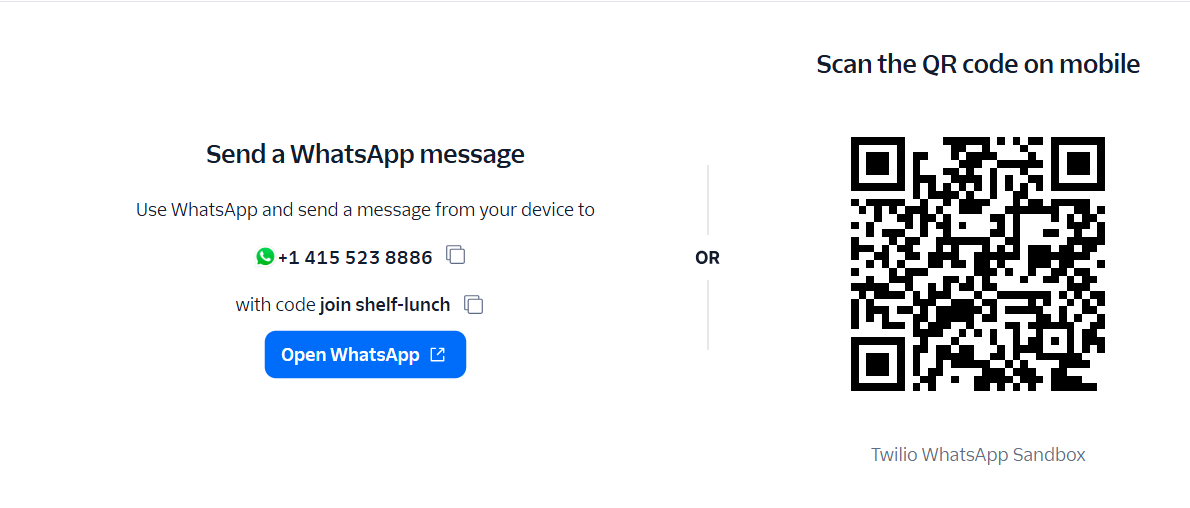 Scan the QR code on mobile
Send a WhatsApp message
Use WhatsApp and send a message from your device to
+1 415 523 8886
with code join shelf-lunch
Open WhatsApp
OR
Twilio WhatsApp Sandbox